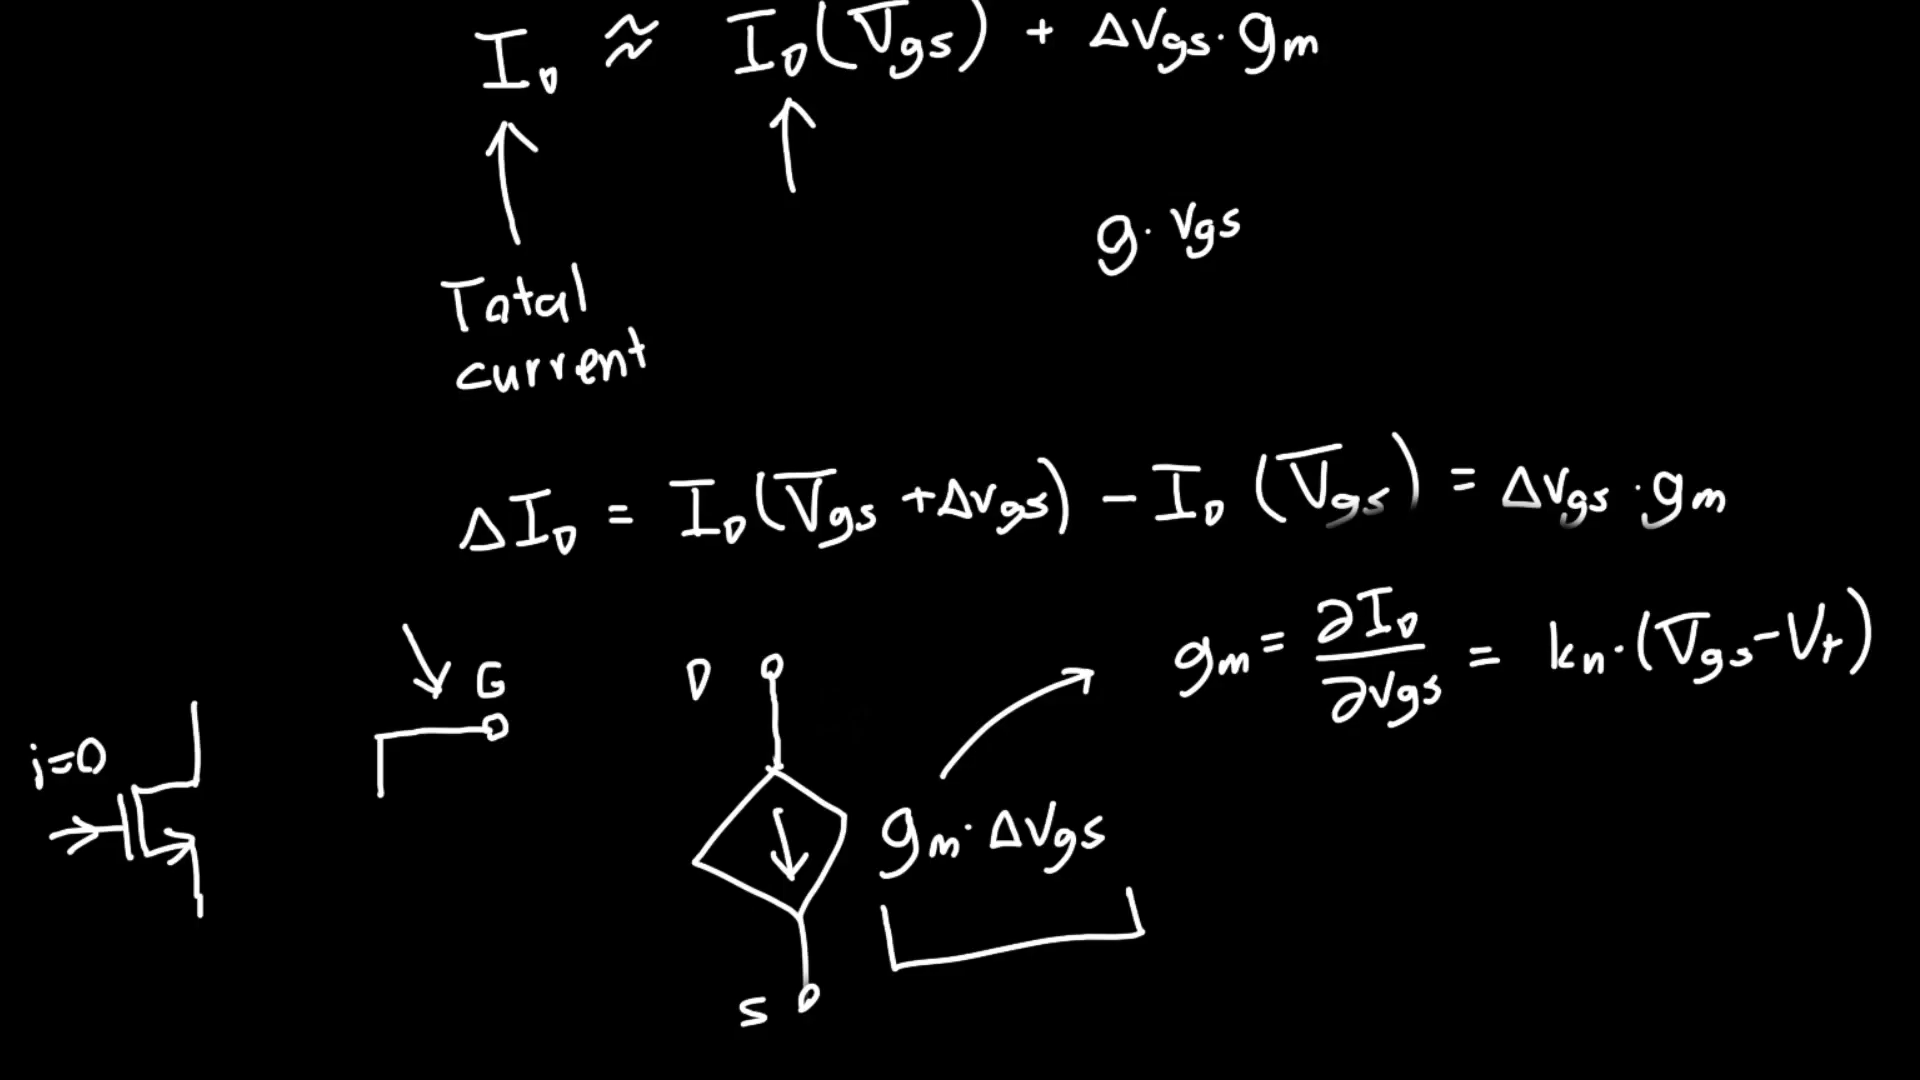 I_D ≈ I_D(V̅gs) + ΔVgs · gm
g · Vgs
Total
current
ΔI_D = I_D(V̅gs + ΔVgs) − I_D(V̅gs) = ΔVgs · gm
gm = ∂I_D/∂Vgs = kn · (V̅gs − Vt)
G
D
i=0
gm · ΔVgs
S